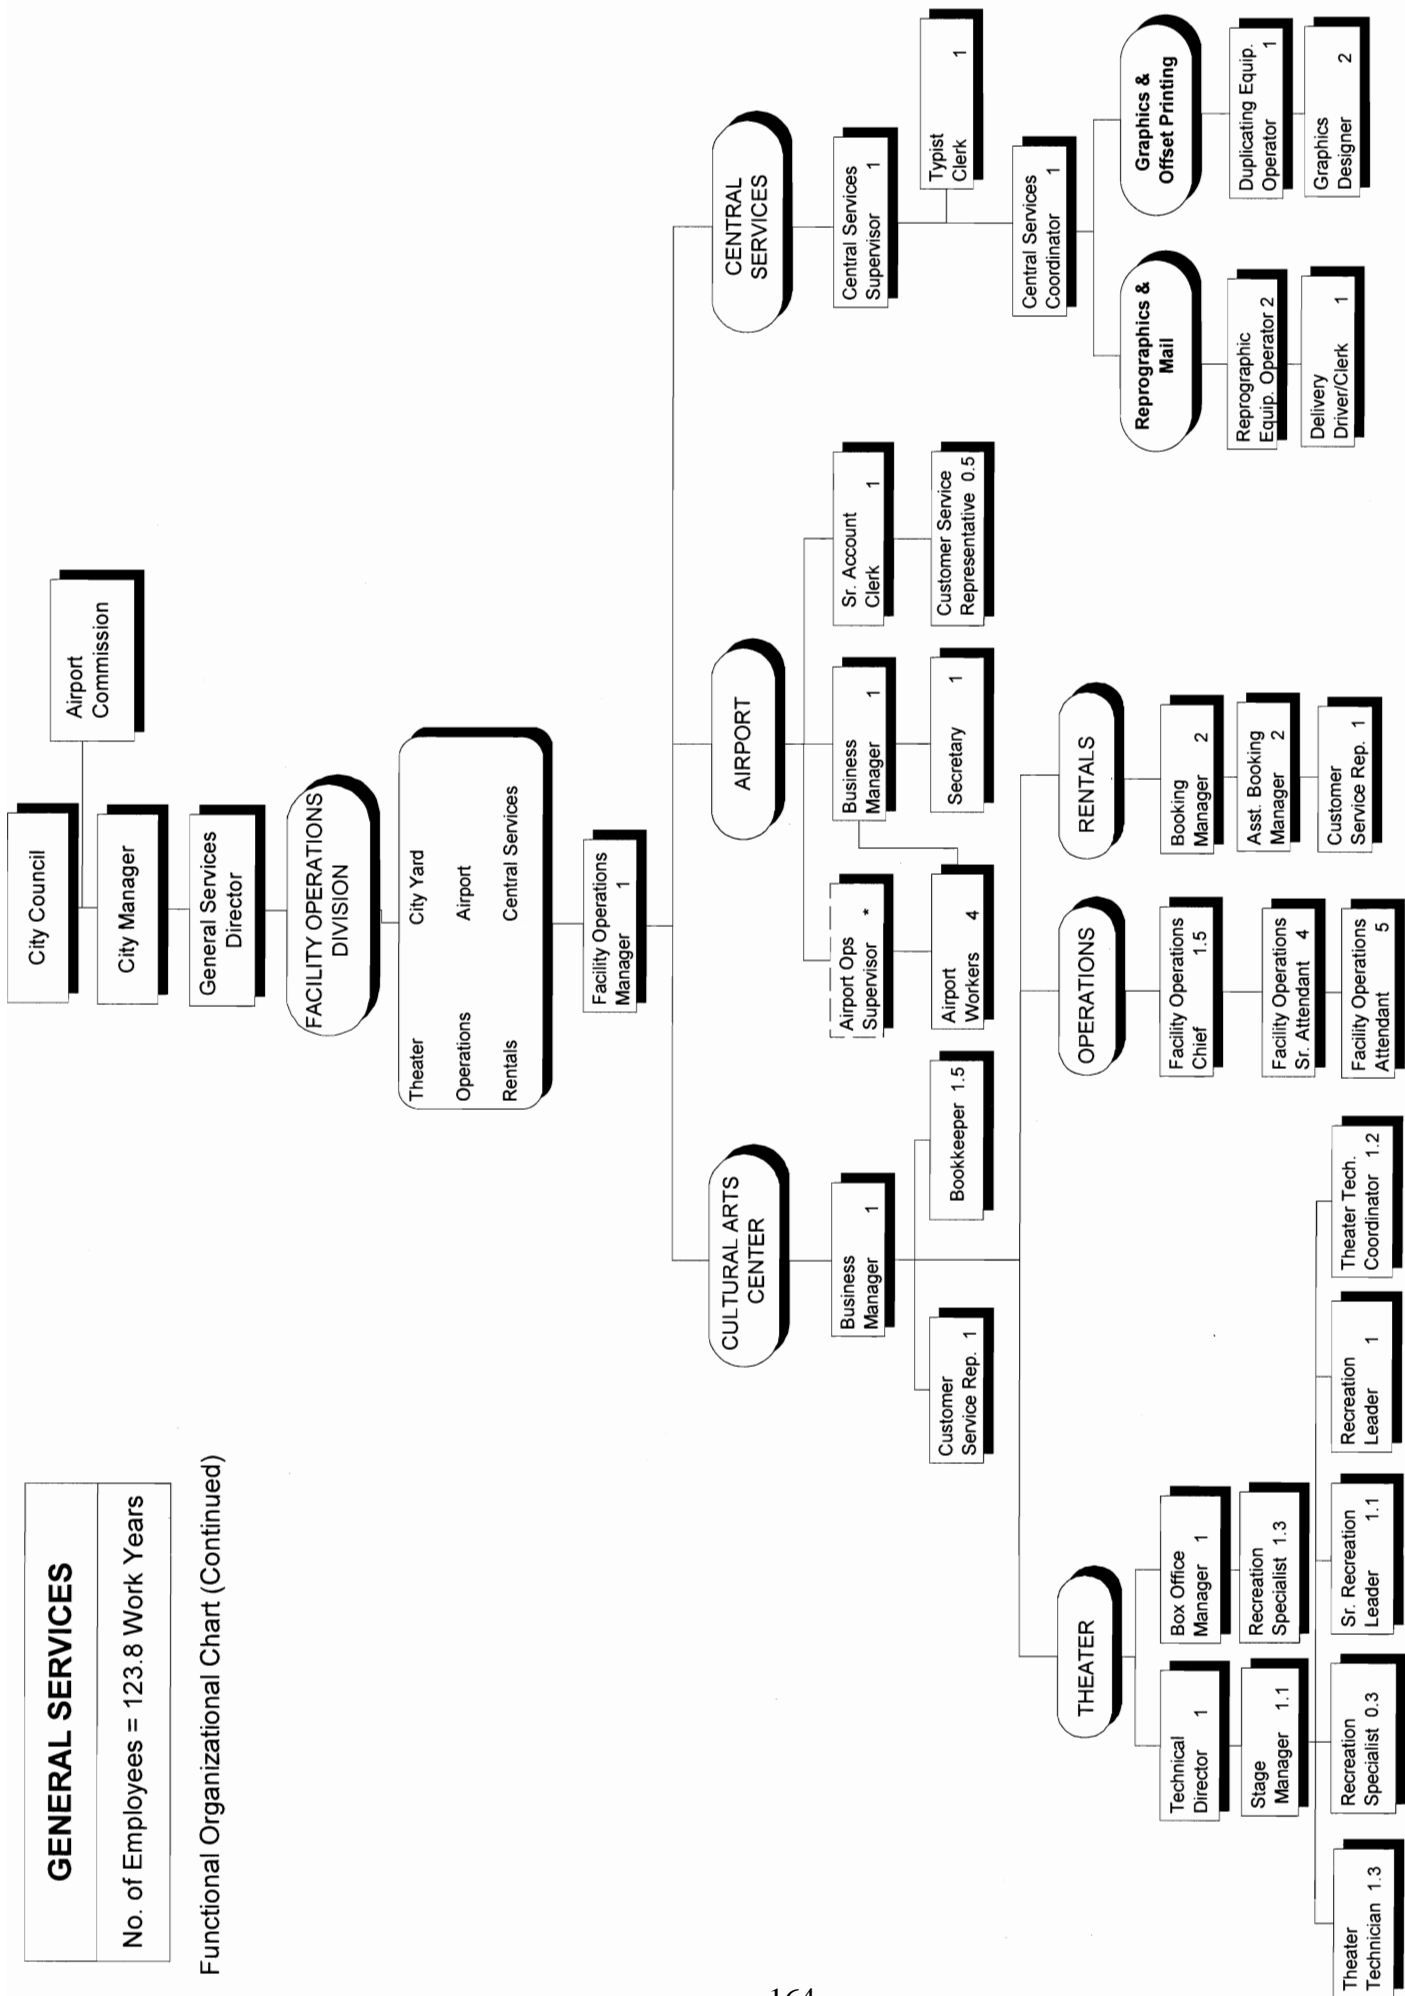 GENERAL SERVICES
No. of Employees = 123.8 Work Years
Functional Organizational Chart (Continued)
City Council
Airport
Commission
City Manager
General Services
Director
FACILITY OPERATIONS
DIVISION
Theater City Yard
Operations Airport
Rentals Central Services
Facility Operations
Manager 1
CULTURAL ARTS
CENTER
Business
Manager 1
Customer
Service Rep. 1
Bookkeeper 1.5
AIRPORT
Airport Ops
Supervisor *
Airport
Workers 4
Business
Manager 1
Secretary 1
Sr. Account
Clerk 1
Customer Service
Representative 0.5
CENTRAL
SERVICES
Central Services
Supervisor 1
Typist
Clerk 1
Central Services
Coordinator 1
Reprographics &
Mail
Reprographic
Equip. Operator 2
Delivery
Driver/Clerk 1
Graphics &
Offset Printing
Duplicating Equip.
Operator 1
Graphics
Designer 2
THEATER
Technical
Director 1
Stage
Manager 1.1
Box Office
Manager 1
Recreation
Specialist 1.3
Theater
Technician 1.3
Recreation
Specialist 0.3
Sr. Recreation
Leader 1.1
Recreation
Leader 1
Theater Tech.
Coordinator 1.2
OPERATIONS
Facility Operations
Chief 1.5
Facility Operations
Sr. Attendant 4
Facility Operations
Attendant 5
RENTALS
Booking
Manager 2
Asst. Booking
Manager 2
Customer
Service Rep. 1
164